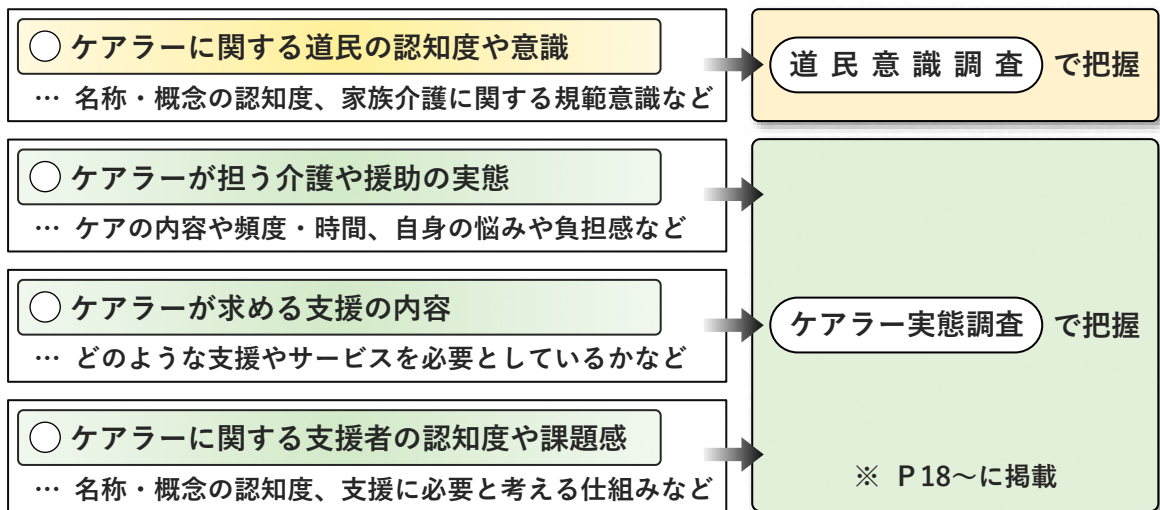 ○ ケアラーに関する道民の認知度や意識
… 名称・概念の認知度、家族介護に関する規範意識など
道民意識調査 で把握
○ ケアラーが担う介護や援助の実態
… ケアの内容や頻度・時間、自身の悩みや負担感など
○ ケアラーが求める支援の内容
… どのような支援やサービスを必要としているかなど
ケアラー実態調査 で把握
○ ケアラーに関する支援者の認知度や課題感
… 名称・概念の認知度、支援に必要と考える仕組みなど
※ P18～に掲載